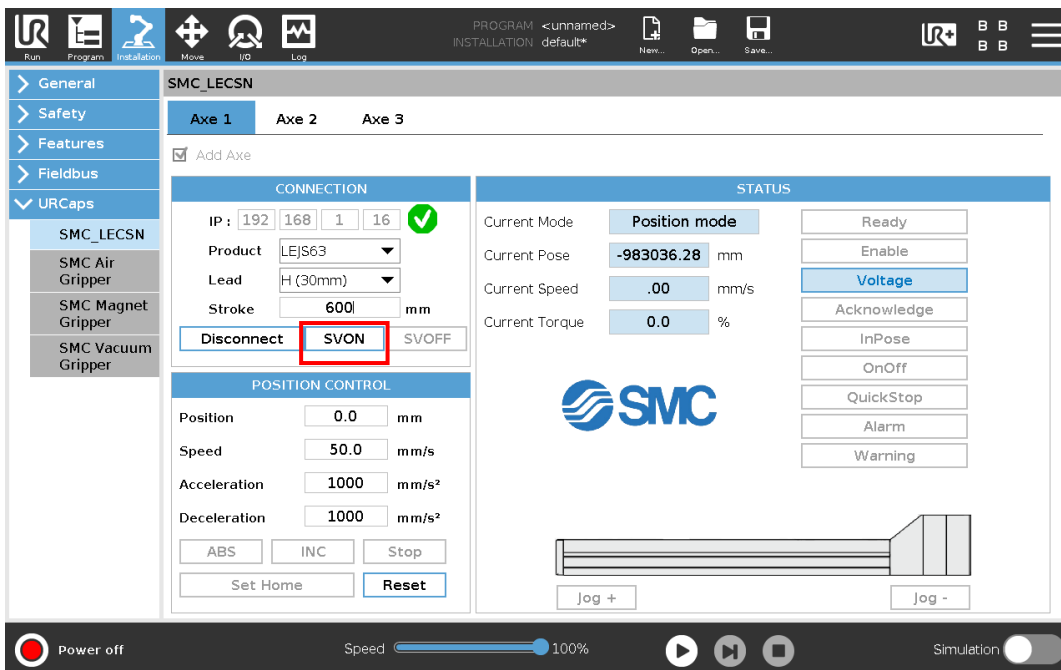 PROGRAM <unnamed>
INSTALLATION default*
UR
Run
Program
Installation
Move
I/O
Log
New...
Open...
Save...
UR+
B B
B B
General
Safety
Features
Fieldbus
URCaps
SMC_LECSN
SMC Air
Gripper
SMC Magnet
Gripper
SMC Vacuum
Gripper
SMC_LECSN
Axe 1 Axe 2 Axe 3
Add Axe
CONNECTION
IP : 192 168 1 16
Product LEJS63
Lead H (30mm)
Stroke 600 mm
Disconnect SVON SVOFF
POSITION CONTROL
Position 0.0 mm
Speed 50.0 mm/s
Acceleration 1000 mm/s²
Deceleration 1000 mm/s²
ABS INC Stop
Set Home Reset
STATUS
Current Mode Position mode
Current Pose -983036.28 mm
Current Speed .00 mm/s
Current Torque 0.0 %
Ready
Enable
Voltage
Acknowledge
InPose
OnOff
QuickStop
Alarm
Warning
SMC
Jog + Jog -
Power off
Speed 100%
Simulation